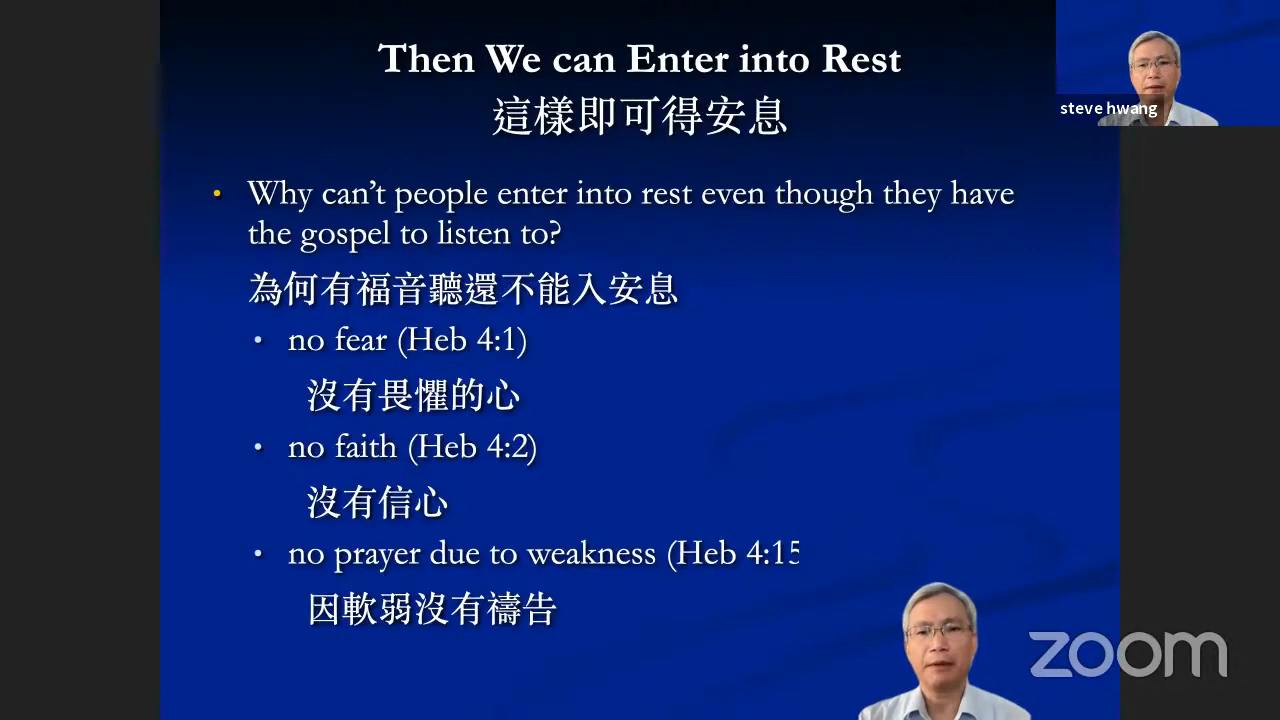 Then We can Enter into Rest
這樣即可得安息
steve hwang
• Why can't people enter into rest even though they have
the gospel to listen to?
為何有福音聽還不能入安息
• no fear (Heb 4:1)
沒有畏懼的心
• no faith (Heb 4:2)
沒有信心
• no prayer due to weakness (Heb 4:15
因軟弱沒有禱告
zoom